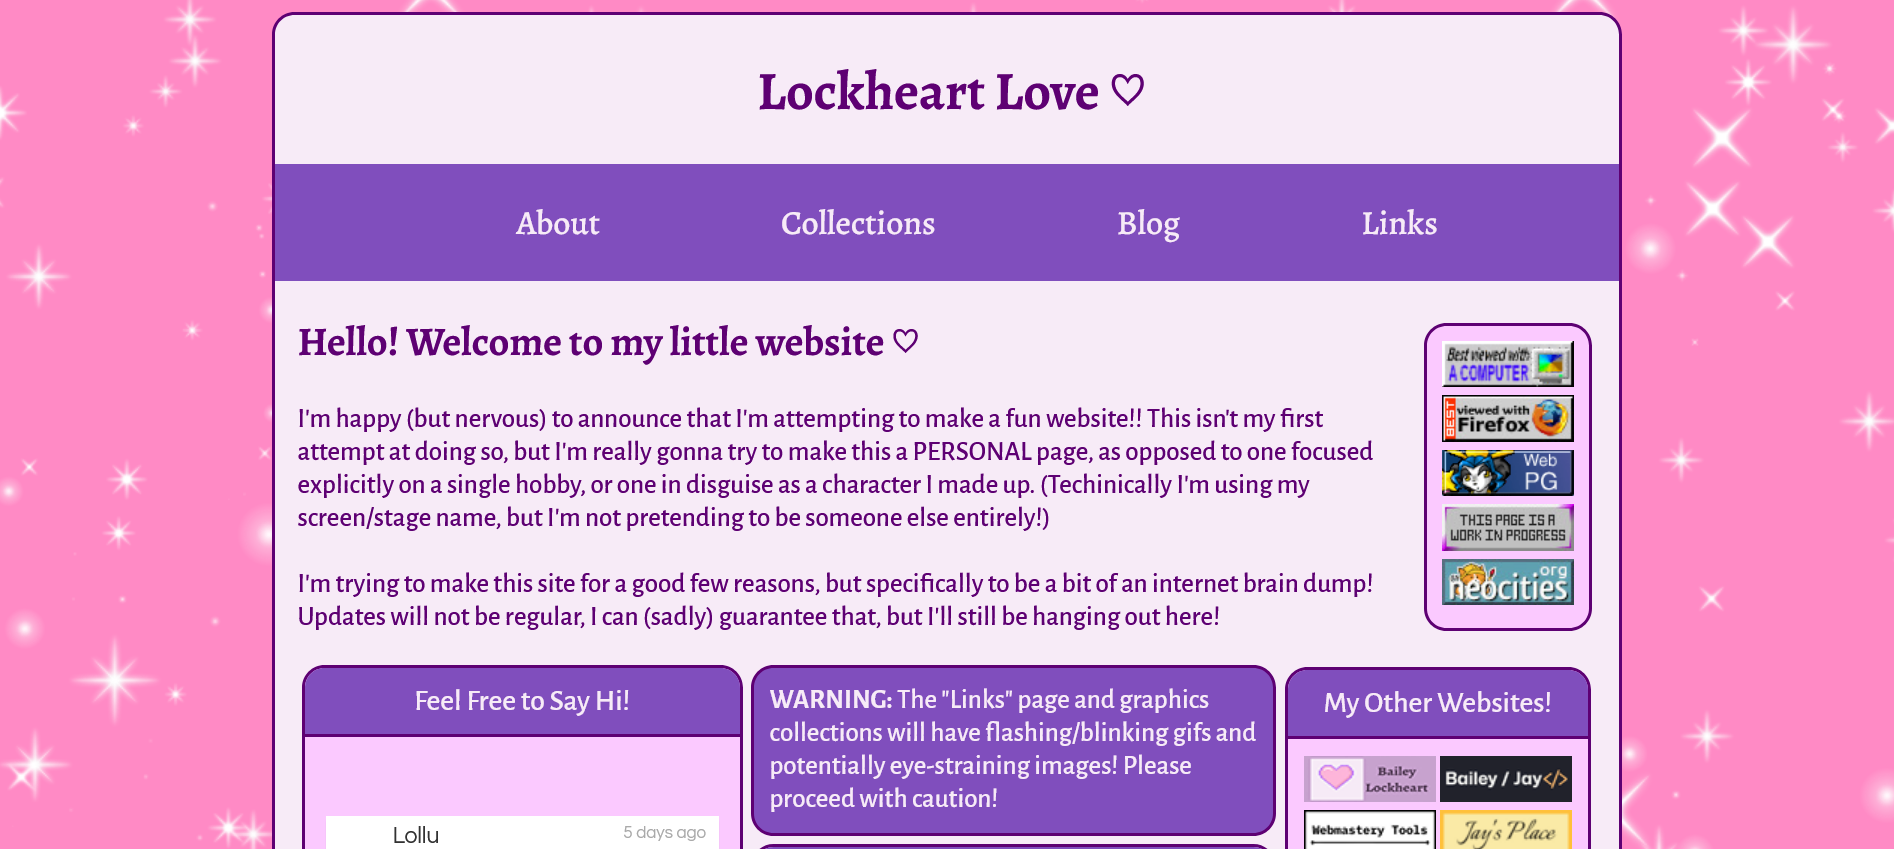 Lockheart Love ♡
About
Collections
Blog
Links
Hello! Welcome to my little website ♡
I'm happy (but nervous) to announce that I'm attempting to make a fun website!! This isn't my first
attempt at doing so, but I'm really gonna try to make this a PERSONAL page, as opposed to one focused
explicitly on a single hobby, or one in disguise as a character I made up. (Techinically I'm using my
screen/stage name, but I'm not pretending to be someone else entirely!)
I'm trying to make this site for a good few reasons, but specifically to be a bit of an internet brain dump!
Updates will not be regular, I can (sadly) guarantee that, but I'll still be hanging out here!
Best viewed with
A COMPUTER
BEST
viewed with
Firefox
Web
PG
THIS PAGE IS A
WORK IN PROGRESS
.org
neocities
Feel Free to Say Hi!
Lollu
5 days ago
WARNING: The "Links" page and graphics
collections will have flashing/blinking gifs and
potentially eye-straining images! Please
proceed with caution!
My Other Websites!
Bailey
Lockheart
Bailey / Jay</>
Webmastery Tools
Jay's Place